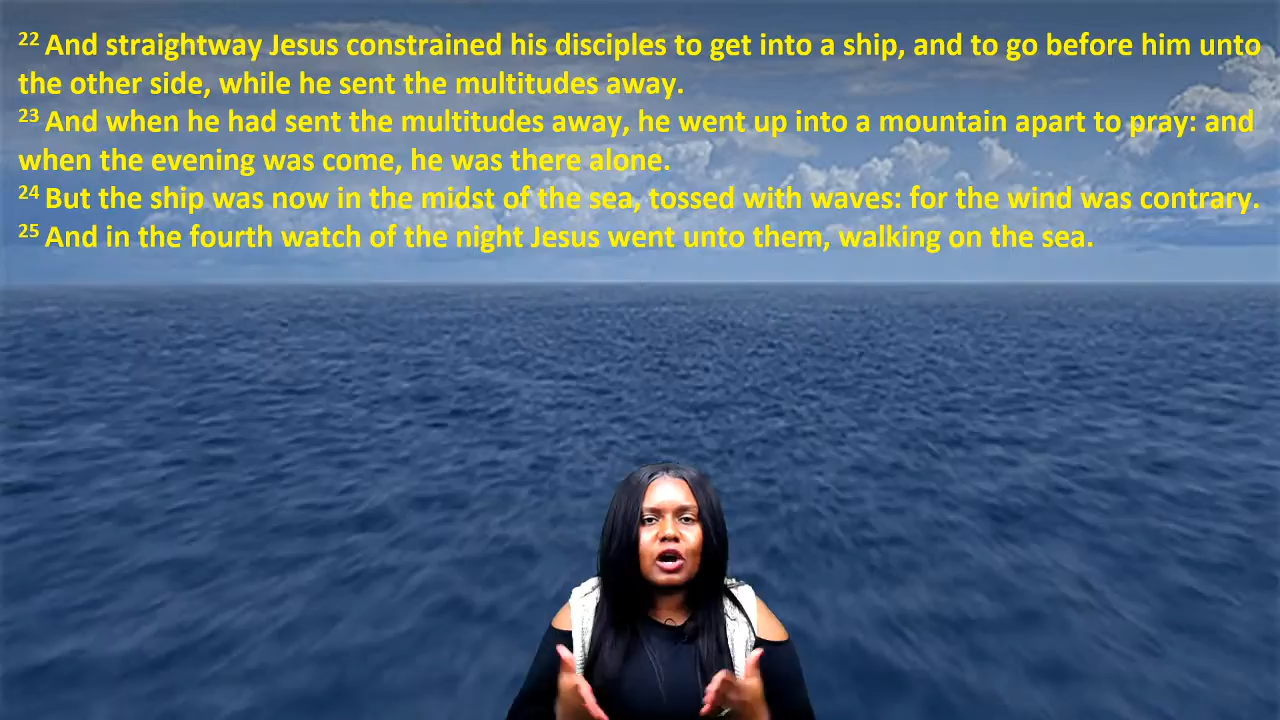 22 And straightway Jesus constrained his disciples to get into a ship, and to go before him unto
the other side, while he sent the multitudes away.
23 And when he had sent the multitudes away, he went up into a mountain apart to pray: and
when the evening was come, he was there alone.
24 But the ship was now in the midst of the sea, tossed with waves: for the wind was contrary.
25 And in the fourth watch of the night Jesus went unto them, walking on the sea.